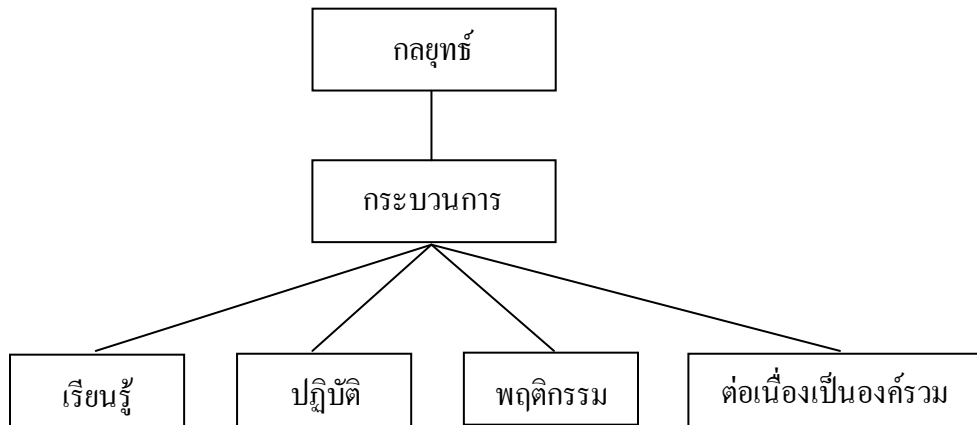 กลยุทธ์
กระบวนการ
เรียนรู้
ปฏิบัติ
พฤติกรรม
ต่อเนื่องเป็นองค์รวม